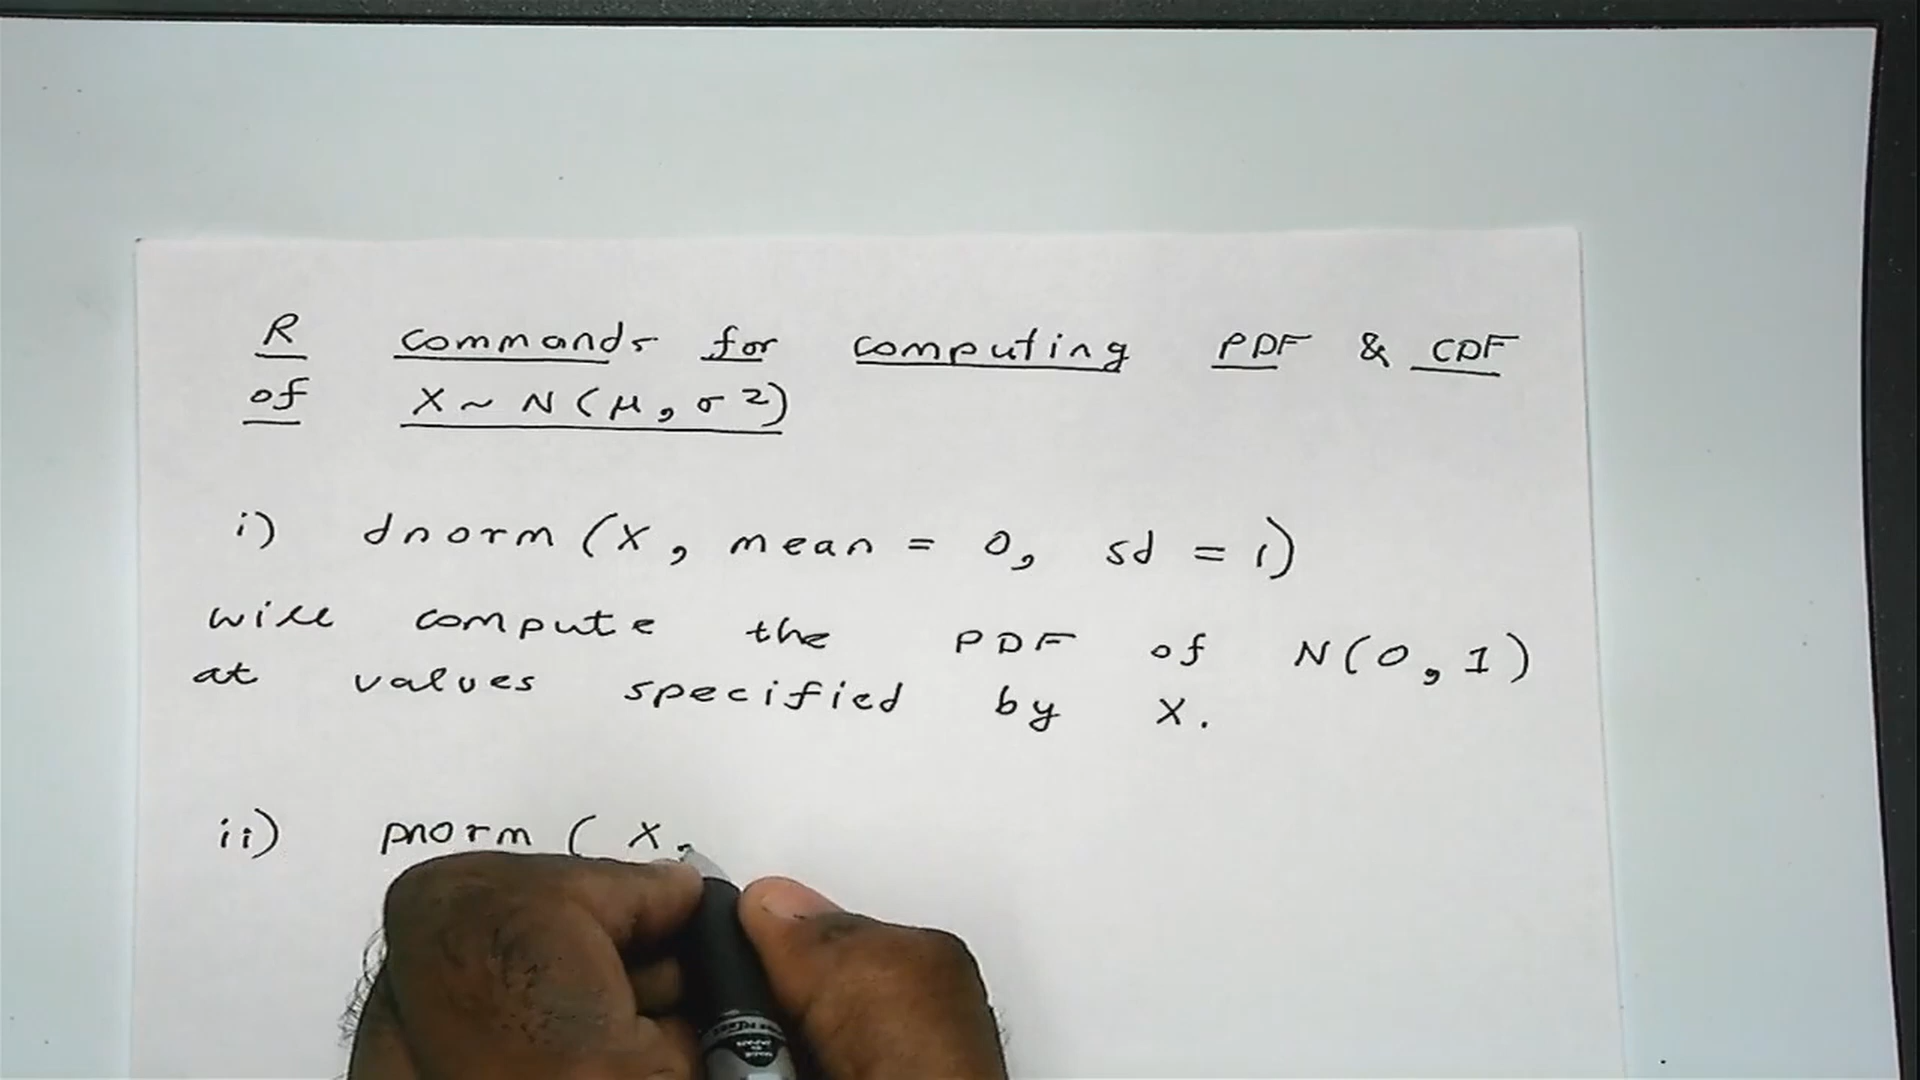 R commands for computing PDF & CDF
of X ~ N(μ, σ²)
i) dnorm (X, mean = 0, sd = 1)
will compute the PDF of N(0, 1)
at values specified by X.
ii) pnorm ( X,